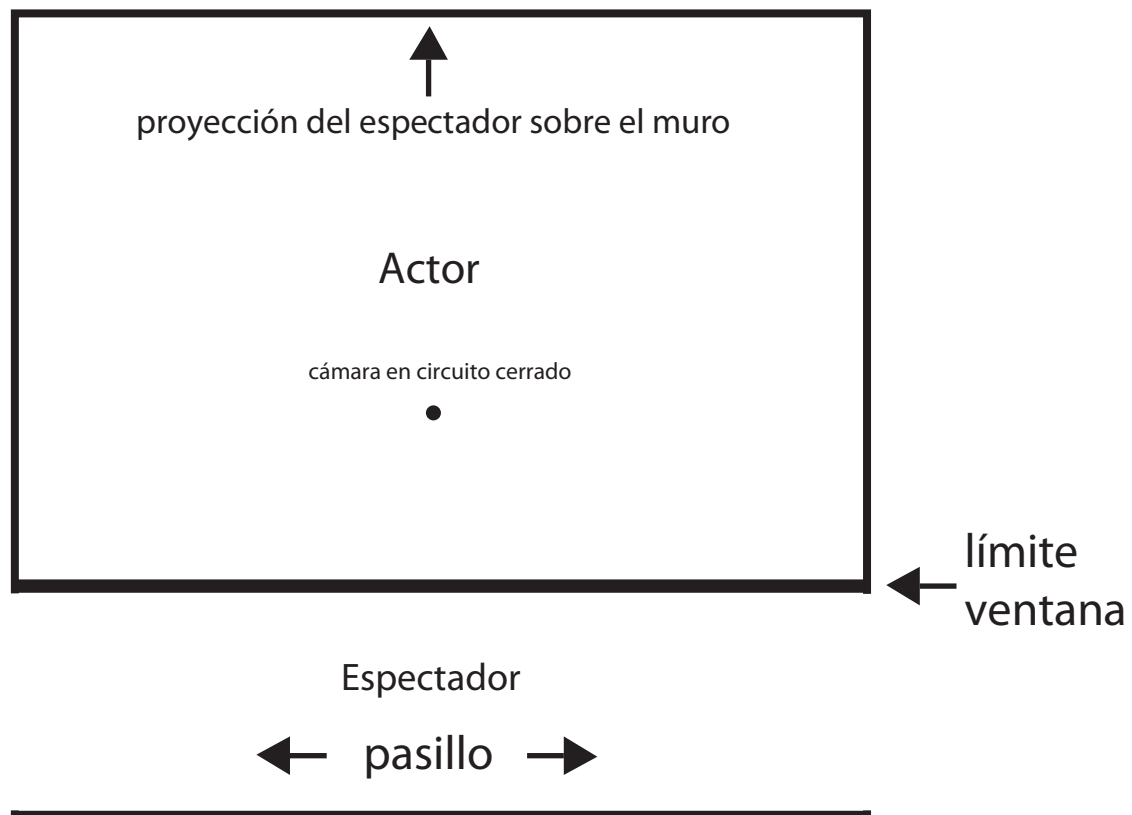 proyección del espectador sobre el muro
Actor
cámara en circuito cerrado
límite
ventana
Espectador
pasillo